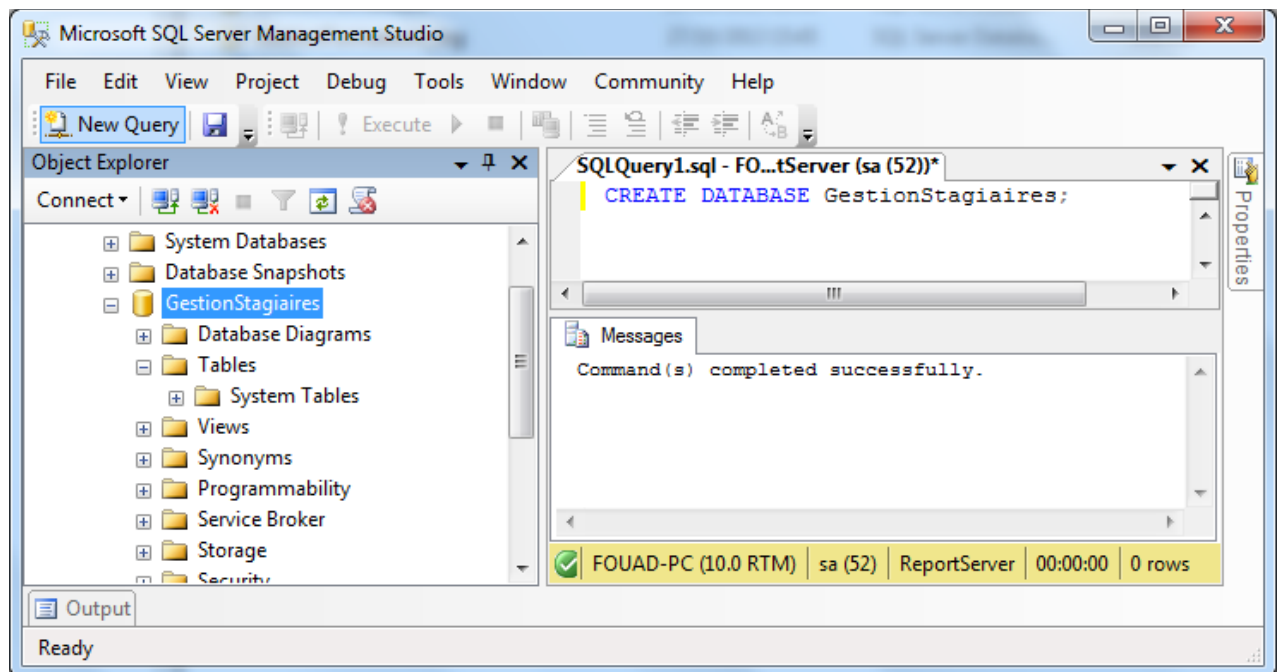 Microsoft SQL Server Management Studio
File Edit View Project Debug Tools Window Community Help
New Query Execute
Object Explorer
Connect
System Databases
Database Snapshots
GestionStagiaires
Database Diagrams
Tables
System Tables
Views
Synonyms
Programmability
Service Broker
Storage
Security
SQLQuery1.sql - FO...tServer (sa (52))*
CREATE DATABASE GestionStagiaires;
Messages
Command(s) completed successfully.
FOUAD-PC (10.0 RTM) sa (52) ReportServer 00:00:00 0 rows
Properties
Output
Ready